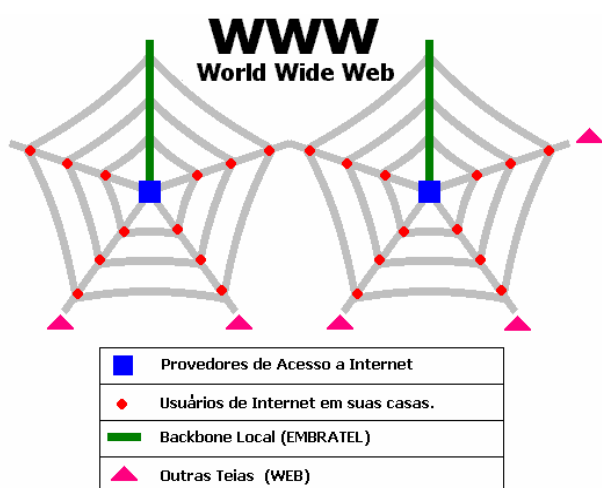 WWW
World Wide Web
Provedores de Acesso a Internet
Usuários de Internet em suas casas.
Backbone Local (EMBRATEL)
Outras Teias (WEB)